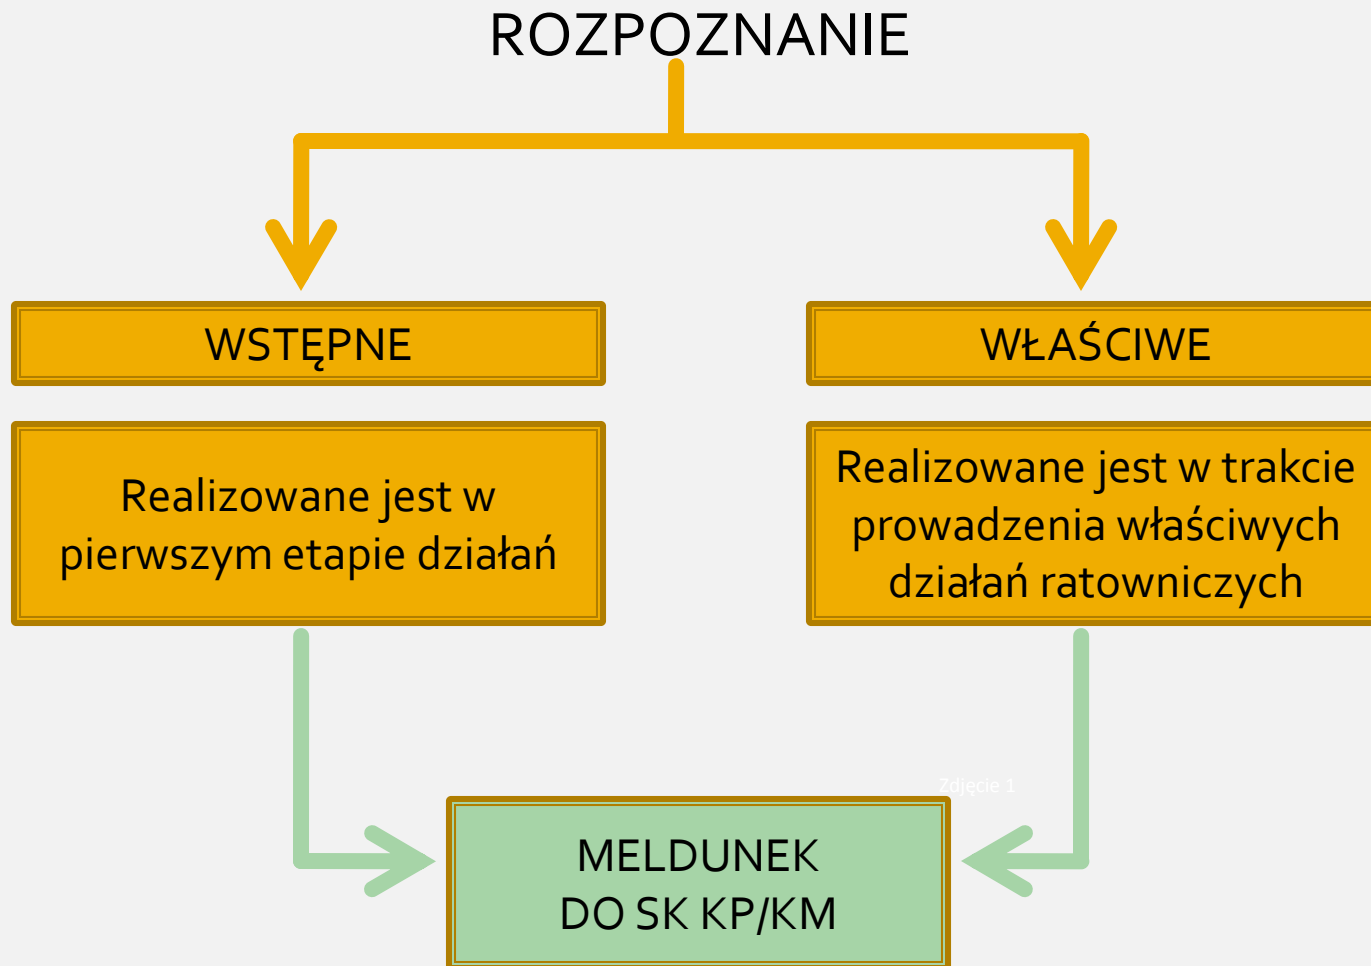 ROZPOZNANIE
WSTĘPNE
Realizowane jest w
pierwszym etapie działań
WŁAŚCIWE
Realizowane jest w trakcie
prowadzenia właściwych
działań ratowniczych
Zdjęcie 1
MELDUNEK
DO SK KP/KM